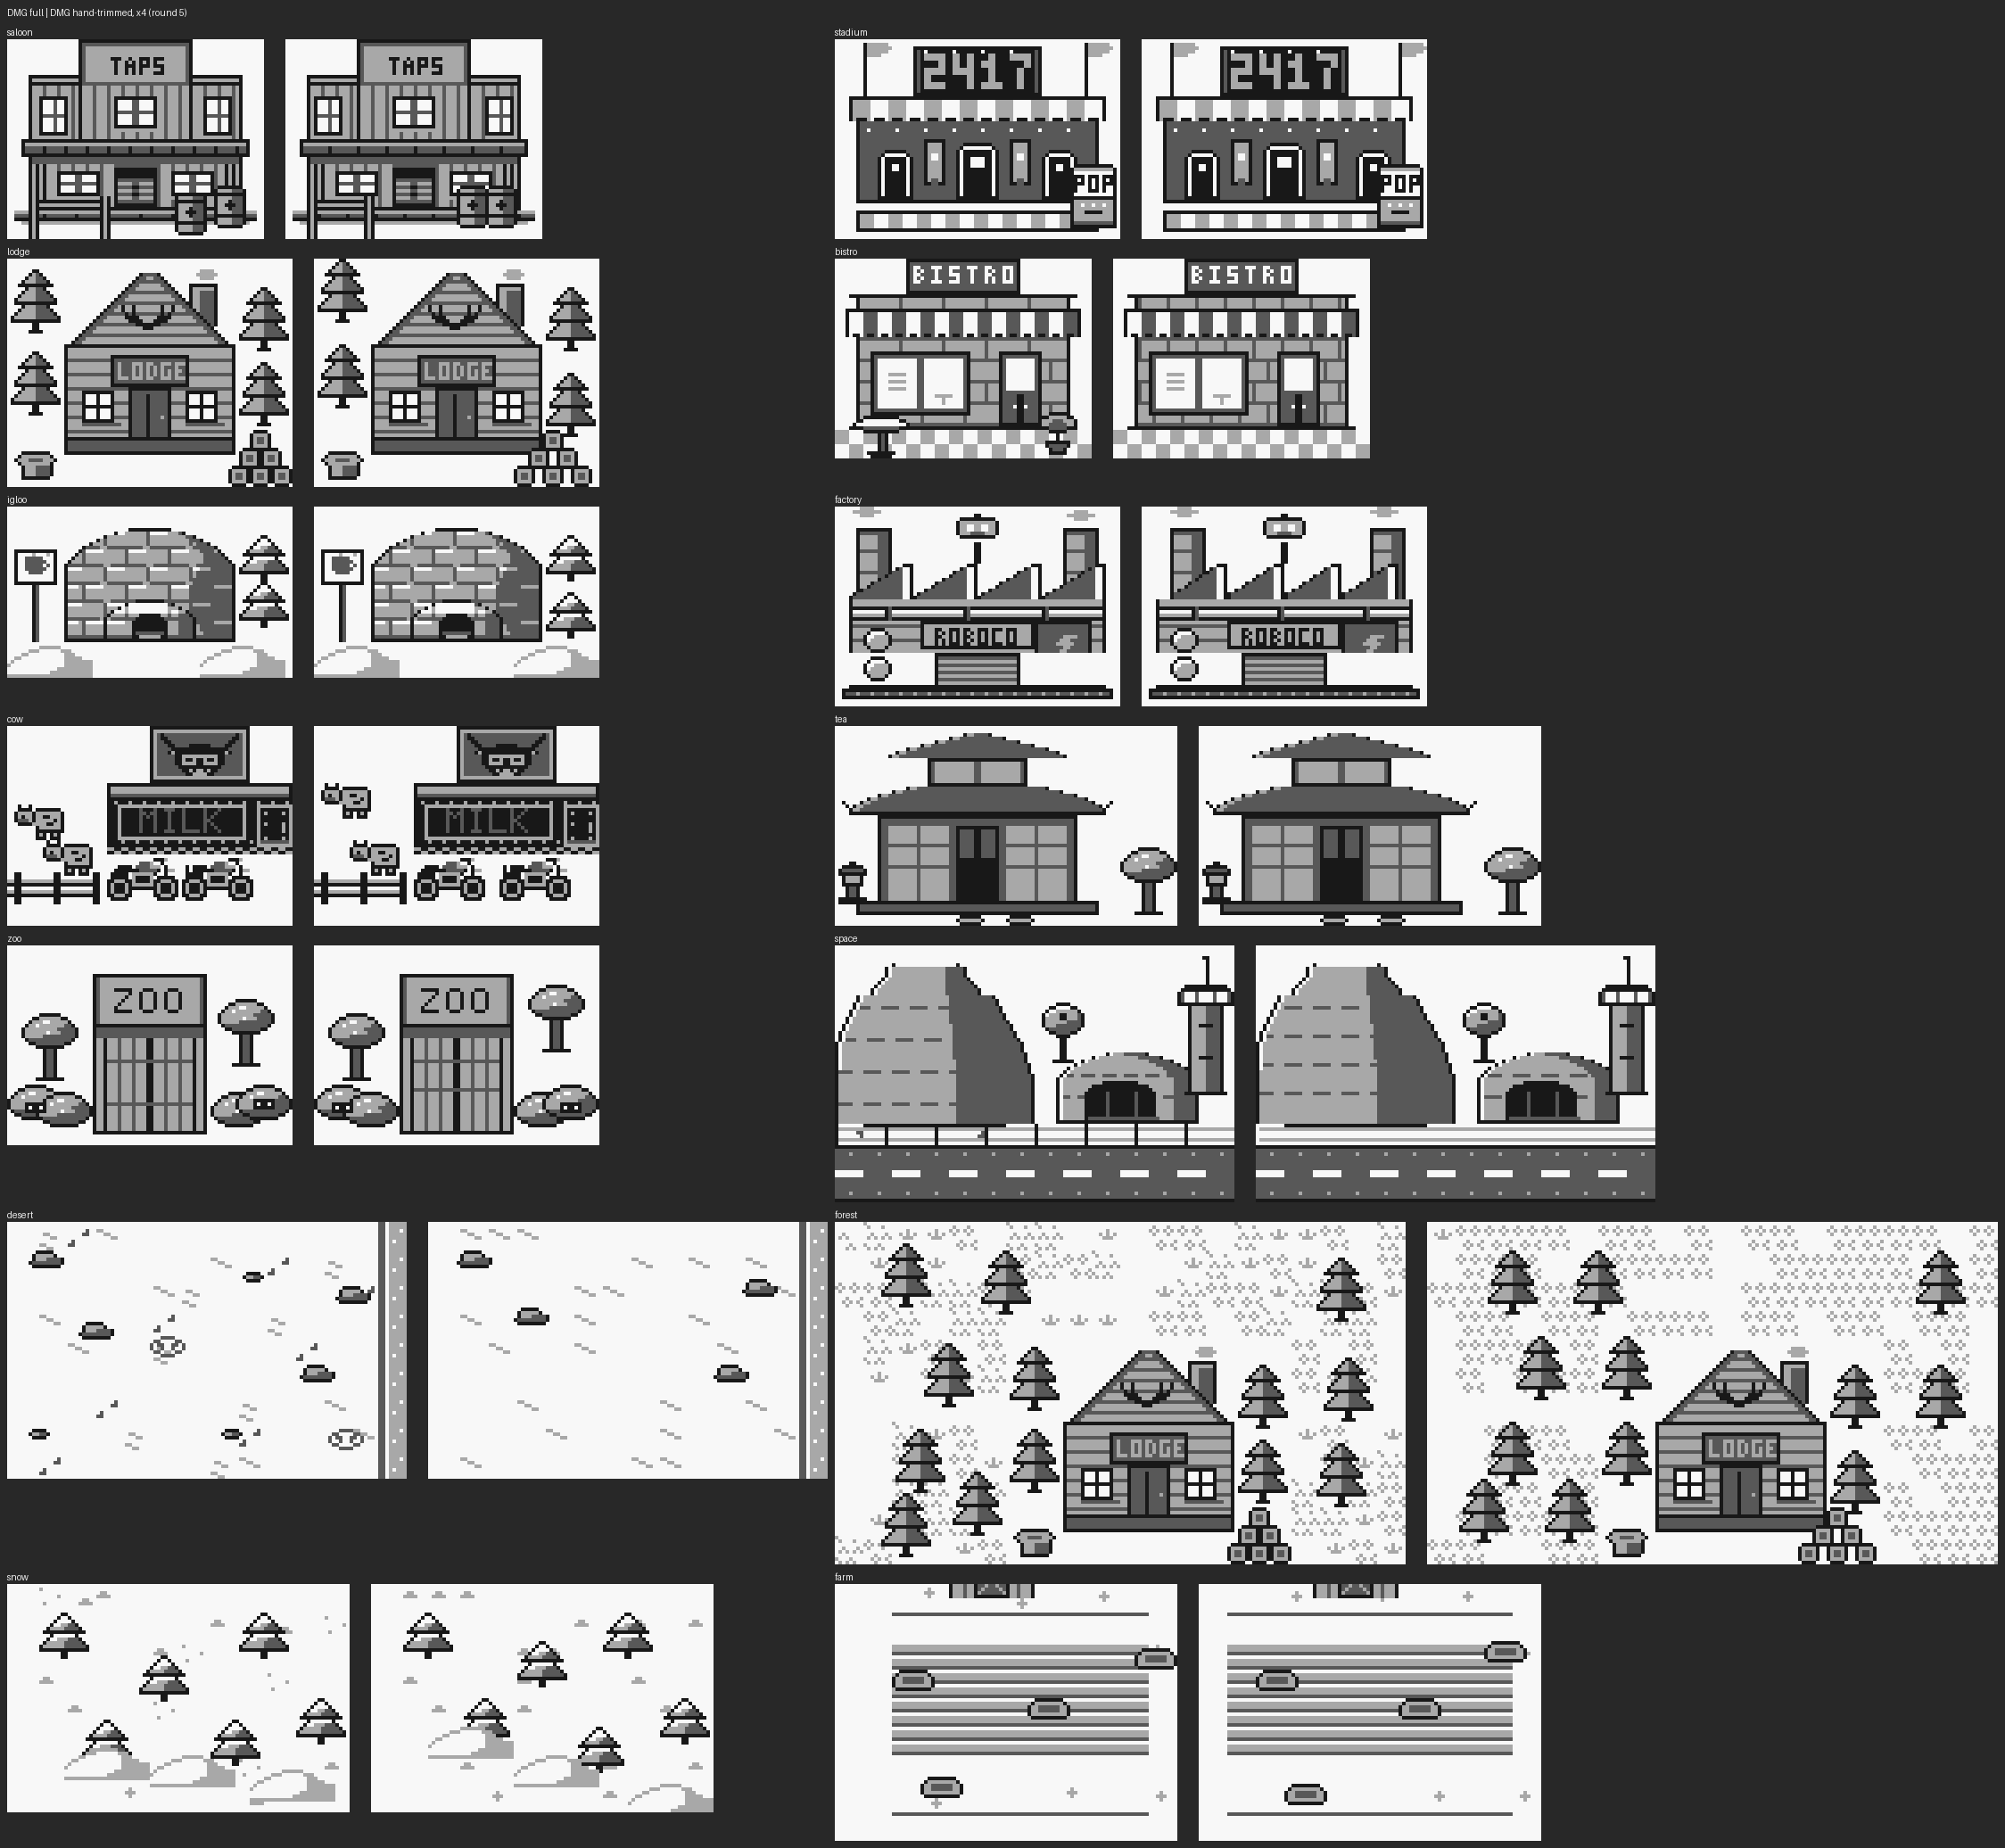 DMG full | DMG hand-trimmed, x4 (round 5)
saloon
TAPS
TAPS
stadium
2417
2417
POP
POP
lodge
LODGE
LODGE
bistro
BISTRO
BISTRO
igloo
factory
ROBOCO
ROBOCO
cow
MILK
MILK
tea
zoo
ZOO
ZOO
space
desert
forest
LODGE
LODGE
snow
farm